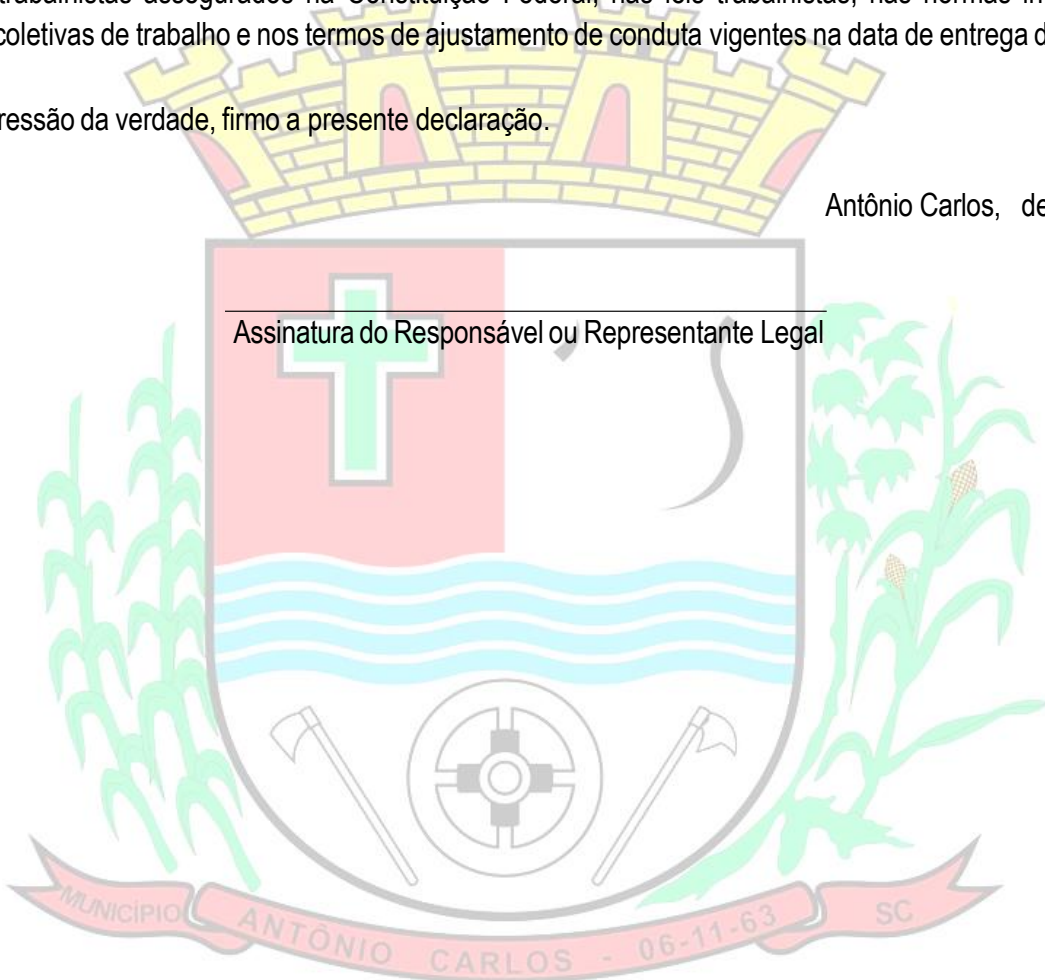 trabalhistas assegurados na Constituição Federal, nas leis trabalhistas, nas normas in
coletivas de trabalho e nos termos de ajustamento de conduta vigentes na data de entrega d
ressão da verdade, firmo a presente declaração.
Antônio Carlos, de
Assinatura do Responsável ou Representante Legal
MUNICÍPIO ANTÔNIO CARLOS - 06-11-63 SC